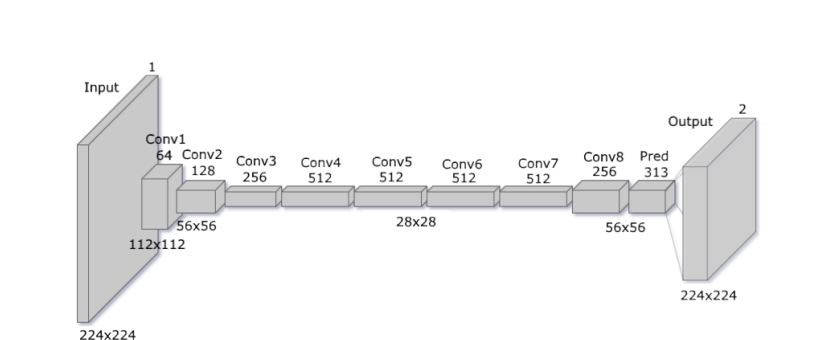 Input
1
Conv1
64
Conv2
128
Conv3
256
Conv4
512
Conv5
512
Conv6
512
Conv7
512
Conv8
256
Pred
313
Output
2
224x224
112x112
56x56
28x28
56x56
224x224